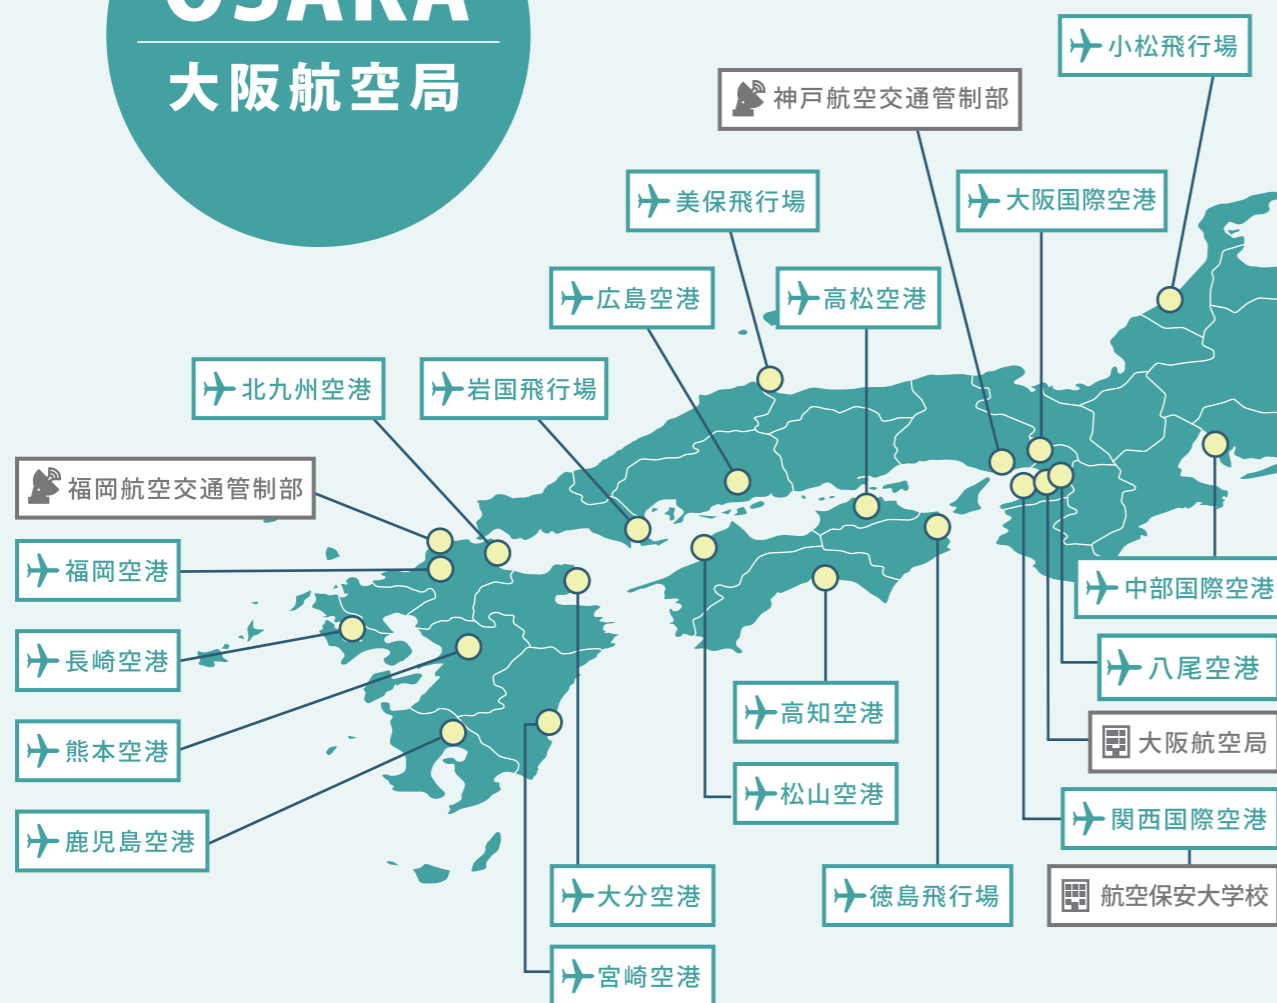 OSAKA
大阪航空局
小松飛行場
神戸航空交通管制部
美保飛行場
大阪国際空港
広島空港
高松空港
北九州空港
岩国飛行場
福岡航空交通管制部
福岡空港
中部国際空港
長崎空港
八尾空港
高知空港
熊本空港
大阪航空局
松山空港
関西国際空港
鹿児島空港
大分空港
徳島飛行場
航空保安大学校
宮崎空港